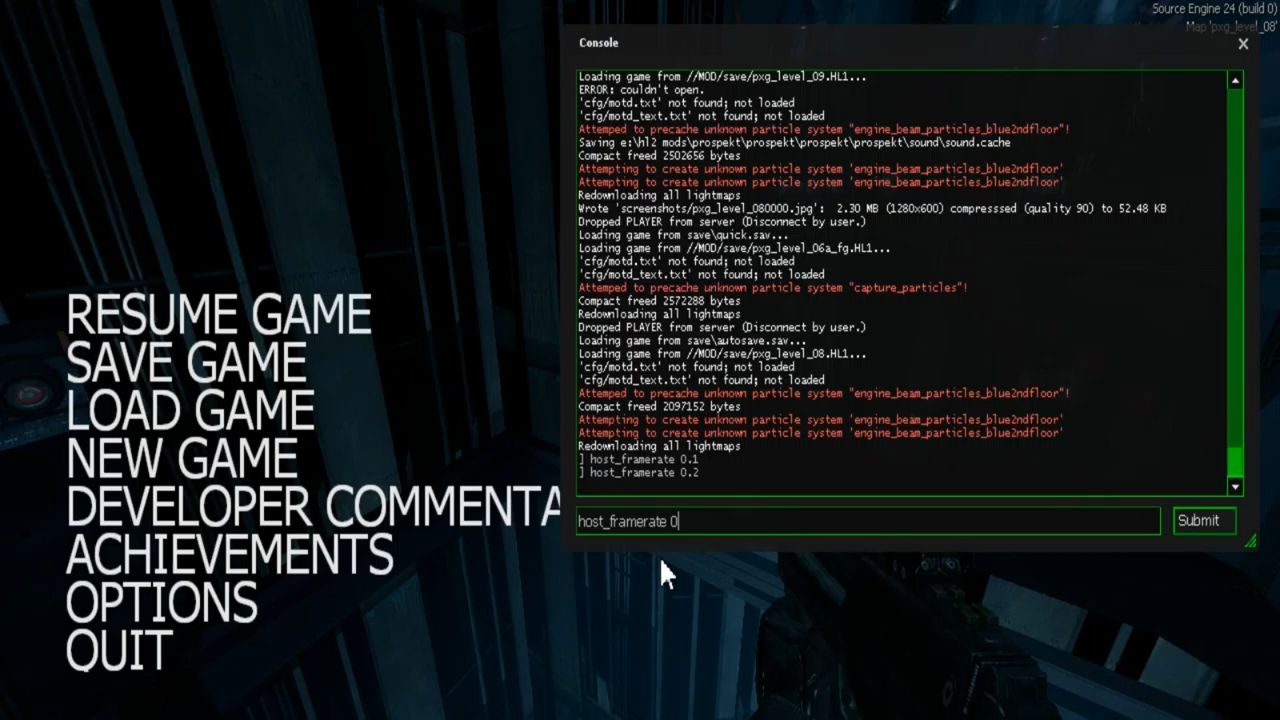 Source Engine 24 (build 0)
Map 'pxg_level_08'
Console
Loading game from //MOD/save/pxg_level_09.HL1...
ERROR: couldn't open.
'cfg/motd.txt' not found; not loaded
'cfg/motd_text.txt' not found; not loaded
Attemped to precache unknown particle system "engine_beam_particles_blue2ndfloor"!
Saving e:\hl2 mods\prospekt\prospekt\prospekt\sound\sound.cache
Compact freed 2502656 bytes
Attempting to create unknown particle system 'engine_beam_particles_blue2ndfloor'
Attempting to create unknown particle system 'engine_beam_particles_blue2ndfloor'
Redownloading all lightmaps
Wrote 'screenshots/pxg_level_080000.jpg':  2.30 MB (1280x600) compresssed (quality 90) to 52.48 KB
Dropped PLAYER from server (Disconnect by user.)
Loading game from save\quick.sav...
Loading game from //MOD/save/pxg_level_06a_fg.HL1...
'cfg/motd.txt' not found; not loaded
'cfg/motd_text.txt' not found; not loaded
Attemped to precache unknown particle system "capture_particles"!
Compact freed 2572288 bytes
Redownloading all lightmaps
Dropped PLAYER from server (Disconnect by user.)
Loading game from save\autosave.sav...
Loading game from //MOD/save/pxg_level_08.HL1...
'cfg/motd.txt' not found; not loaded
'cfg/motd_text.txt' not found; not loaded
Attemped to precache unknown particle system "engine_beam_particles_blue2ndfloor"!
Compact freed 2097152 bytes
Attempting to create unknown particle system 'engine_beam_particles_blue2ndfloor'
Attempting to create unknown particle system 'engine_beam_particles_blue2ndfloor'
Redownloading all lightmaps
] host_framerate 0.1
] host_framerate 0.2
host_framerate 0
Submit
RESUME GAME
SAVE GAME
LOAD GAME
NEW GAME
DEVELOPER COMMENTA
ACHIEVEMENTS
OPTIONS
QUIT